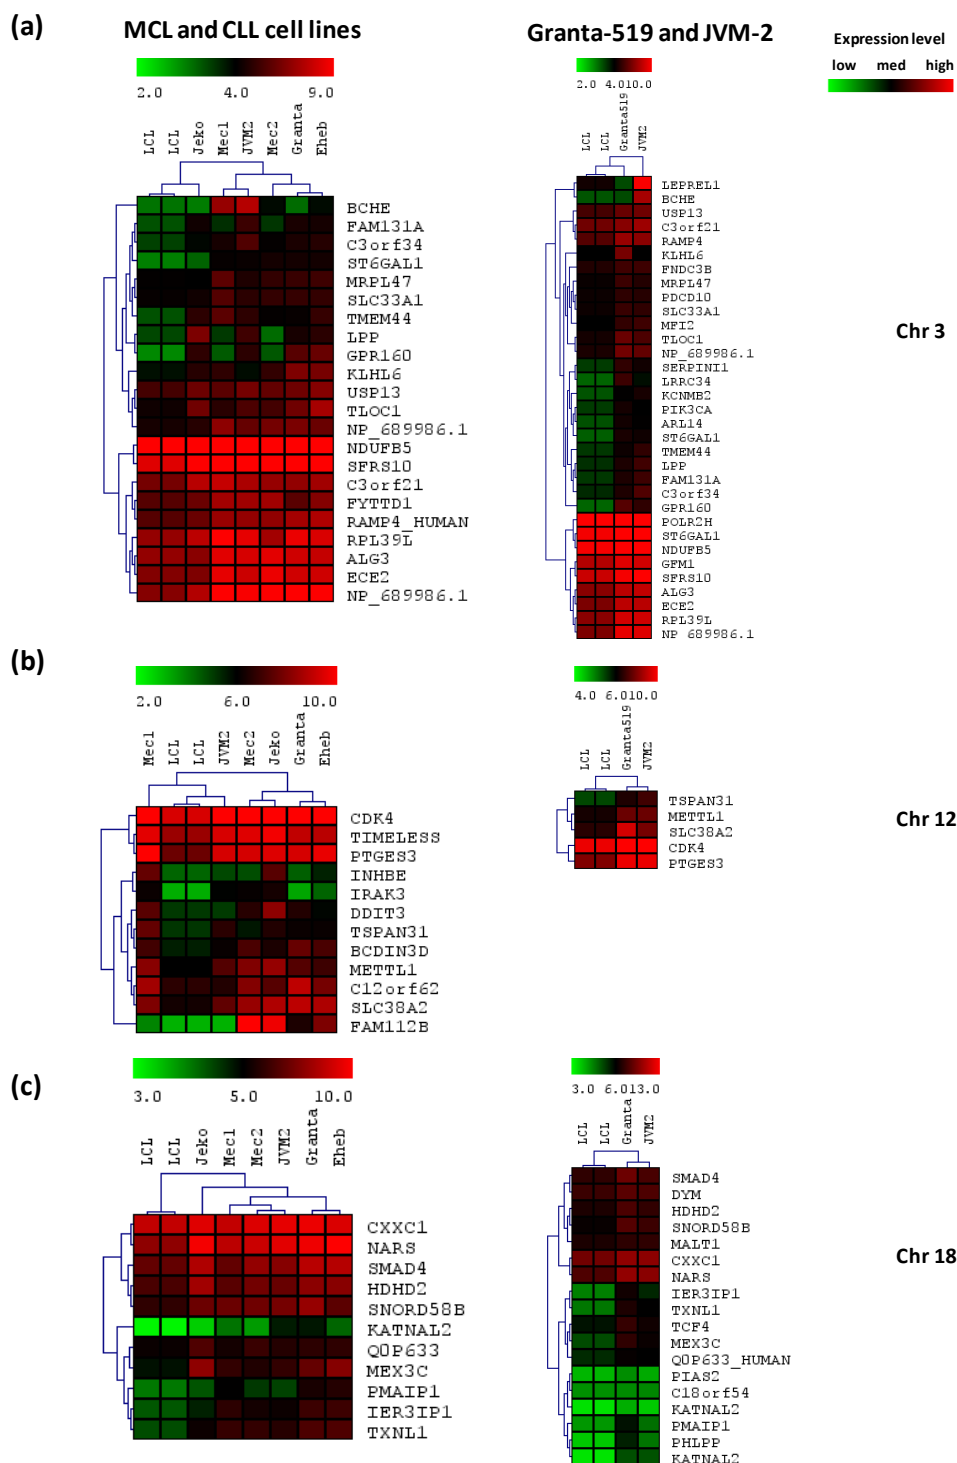 (a)
MCL and CLL cell lines
Granta-519 and JVM-2
Expression level
low med high
2.0 4.0 9.0
LCL LCL Jeko Mec1 JVM2 Mec2 Granta Eheb
BCHE
FAM131A
C3orf34
ST6GAL1
MRPL47
SLC33A1
TMEM44
LPP
GPR160
KLHL6
USP13
TLOC1
NP_689986.1
NDUFB5
SFRS10
C3orf21
FYTTD1
RAMP4_HUMAN
RPL39L
ALG3
ECE2
NP_689986.1
2.0 4.0 10.0
LCL LCL Granta519 JVM2
LEPREL1
BCHE
USP13
C3orf21
RAMP4
KLHL6
FNDC3B
MRPL47
PDCD10
SLC33A1
MFI2
TLOC1
NP_689986.1
SERPINI1
LRRC34
KCNMB2
PIK3CA
ARL14
ST6GAL1
TMEM44
LPP
FAM131A
C3orf34
GPR160
POLR2H
ST6GAL1
NDUFB5
GFM1
SFRS10
ALG3
ECE2
RPL39L
NP_689986.1
Chr 3
(b)
2.0 6.0 10.0
Mec1 LCL LCL JVM2 Mec2 Jeko Granta Eheb
CDK4
TIMELESS
PTGES3
INHBE
IRAK3
DDIT3
TSPAN31
BCDIN3D
METTL1
C12orf62
SLC38A2
FAM112B
4.0 6.0 10.0
LCL LCL Granta519 JVM2
TSPAN31
METTL1
SLC38A2
CDK4
PTGES3
Chr 12
(c)
3.0 5.0 10.0
LCL LCL Jeko Mec1 Mec2 JVM2 Granta Eheb
CXXC1
NARS
SMAD4
HDHD2
SNORD58B
KATNAL2
Q0P633
MEX3C
PMAIP1
IER3IP1
TXNL1
3.0 6.0 13.0
LCL LCL Granta JVM2
SMAD4
DYM
HDHD2
SNORD58B
MALT1
CXXC1
NARS
IER3IP1
TXNL1
TCF4
MEX3C
Q0P633_HUMAN
PIAS2
C18orf54
KATNAL2
PMAIP1
PHLPP
KATNAL2
Chr 18